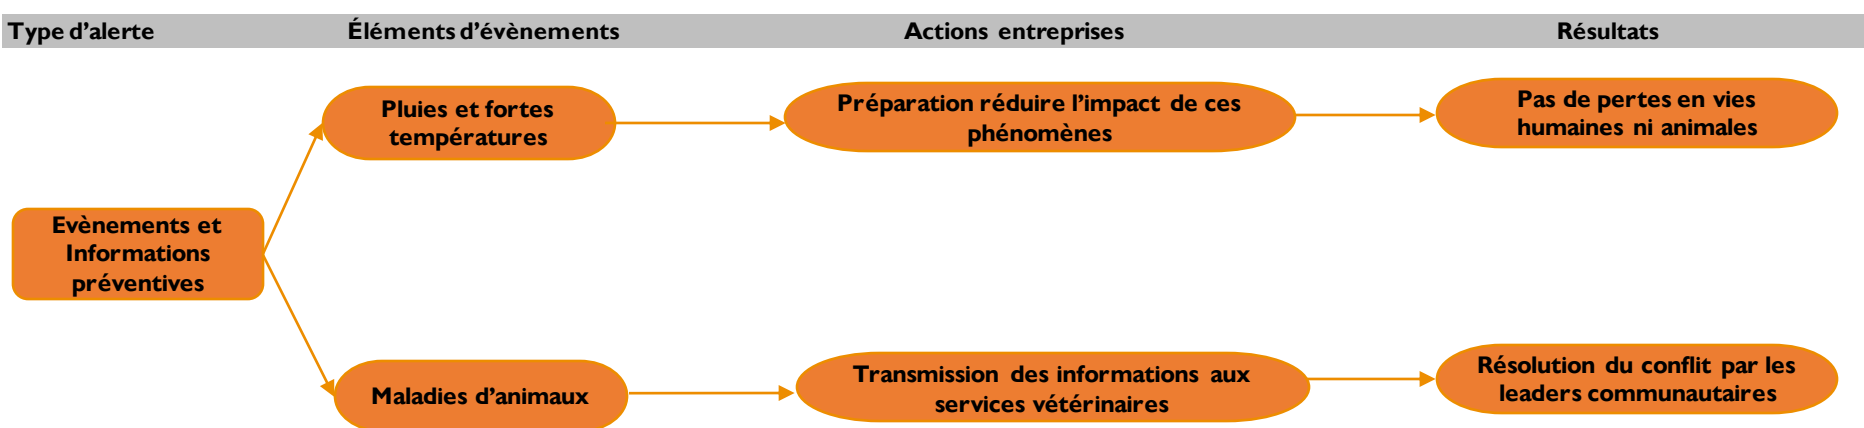 Type d'alerte Éléments d'évènements Actions entreprises Résultats
Pluies et fortes
températures
Préparation réduire l'impact de ces
phénomènes
Pas de pertes en vies
humaines ni animales
Evènements et
Informations
préventives
Maladies d'animaux
Transmission des informations aux
services vétérinaires
Résolution du conflit par les
leaders communautaires